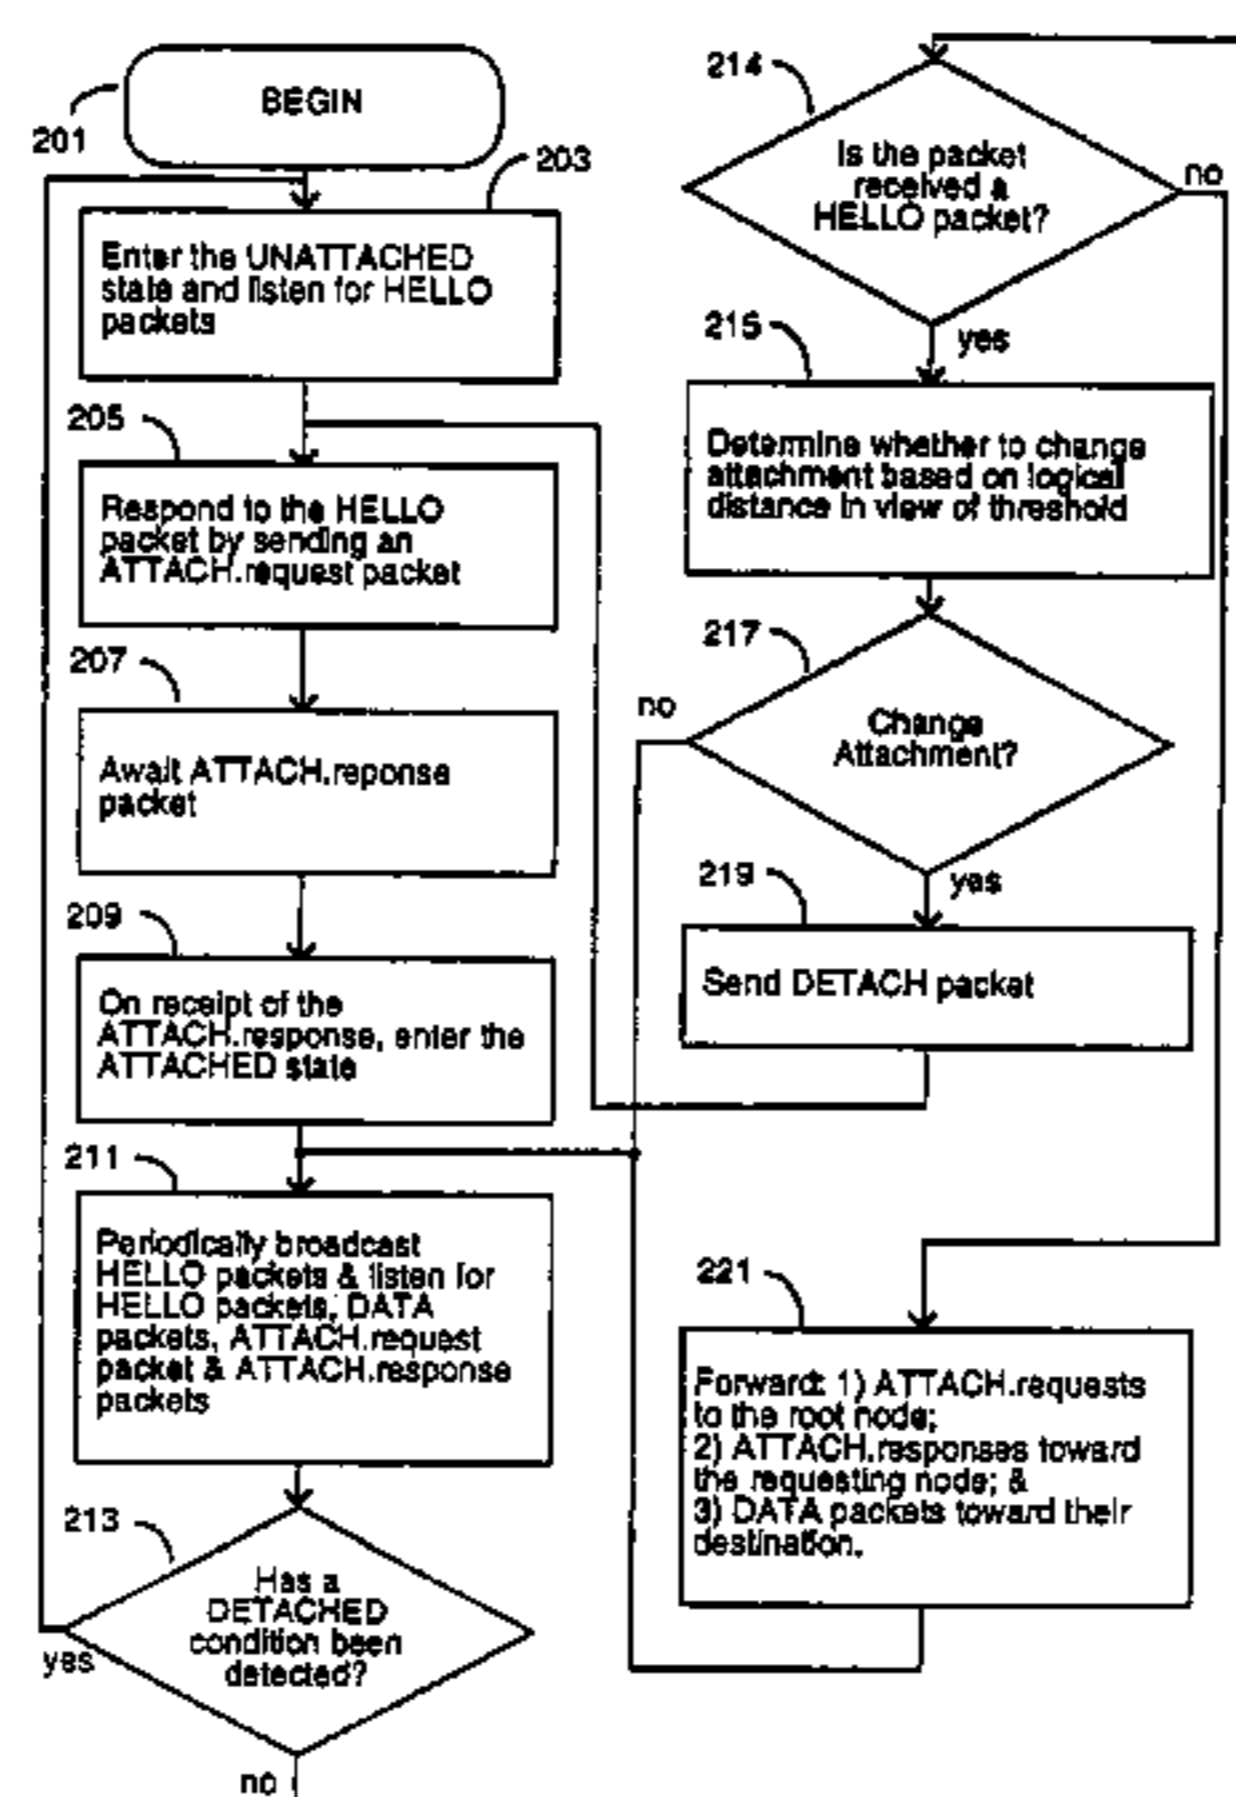 201
BEGIN
203
Enter the UNATTACHED
state and listen for HELLO
packets
205
Respond to the HELLO
packet by sending an
ATTACH.request packet
207
Await ATTACH.reponse
packet
209
On receipt of the
ATTACH.response, enter the
ATTACHED state
211
Periodically broadcast
HELLO packets & listen for
HELLO packets, DATA
packets, ATTACH.request
packet & ATTACH.response
packets
213
Has a
DETACHED
condition been
detected?
yes
no
214
Is the packet
received a
HELLO packet?
no
yes
215
Determine whether to change
attachment based on logical
distance in view of threshold
217
no
Change
Attachment?
yes
219
Send DETACH packet
221
Forward: 1) ATTACH.requests
to the root node;
2) ATTACH.responses toward
the requesting node; &
3) DATA packets toward their
destination.